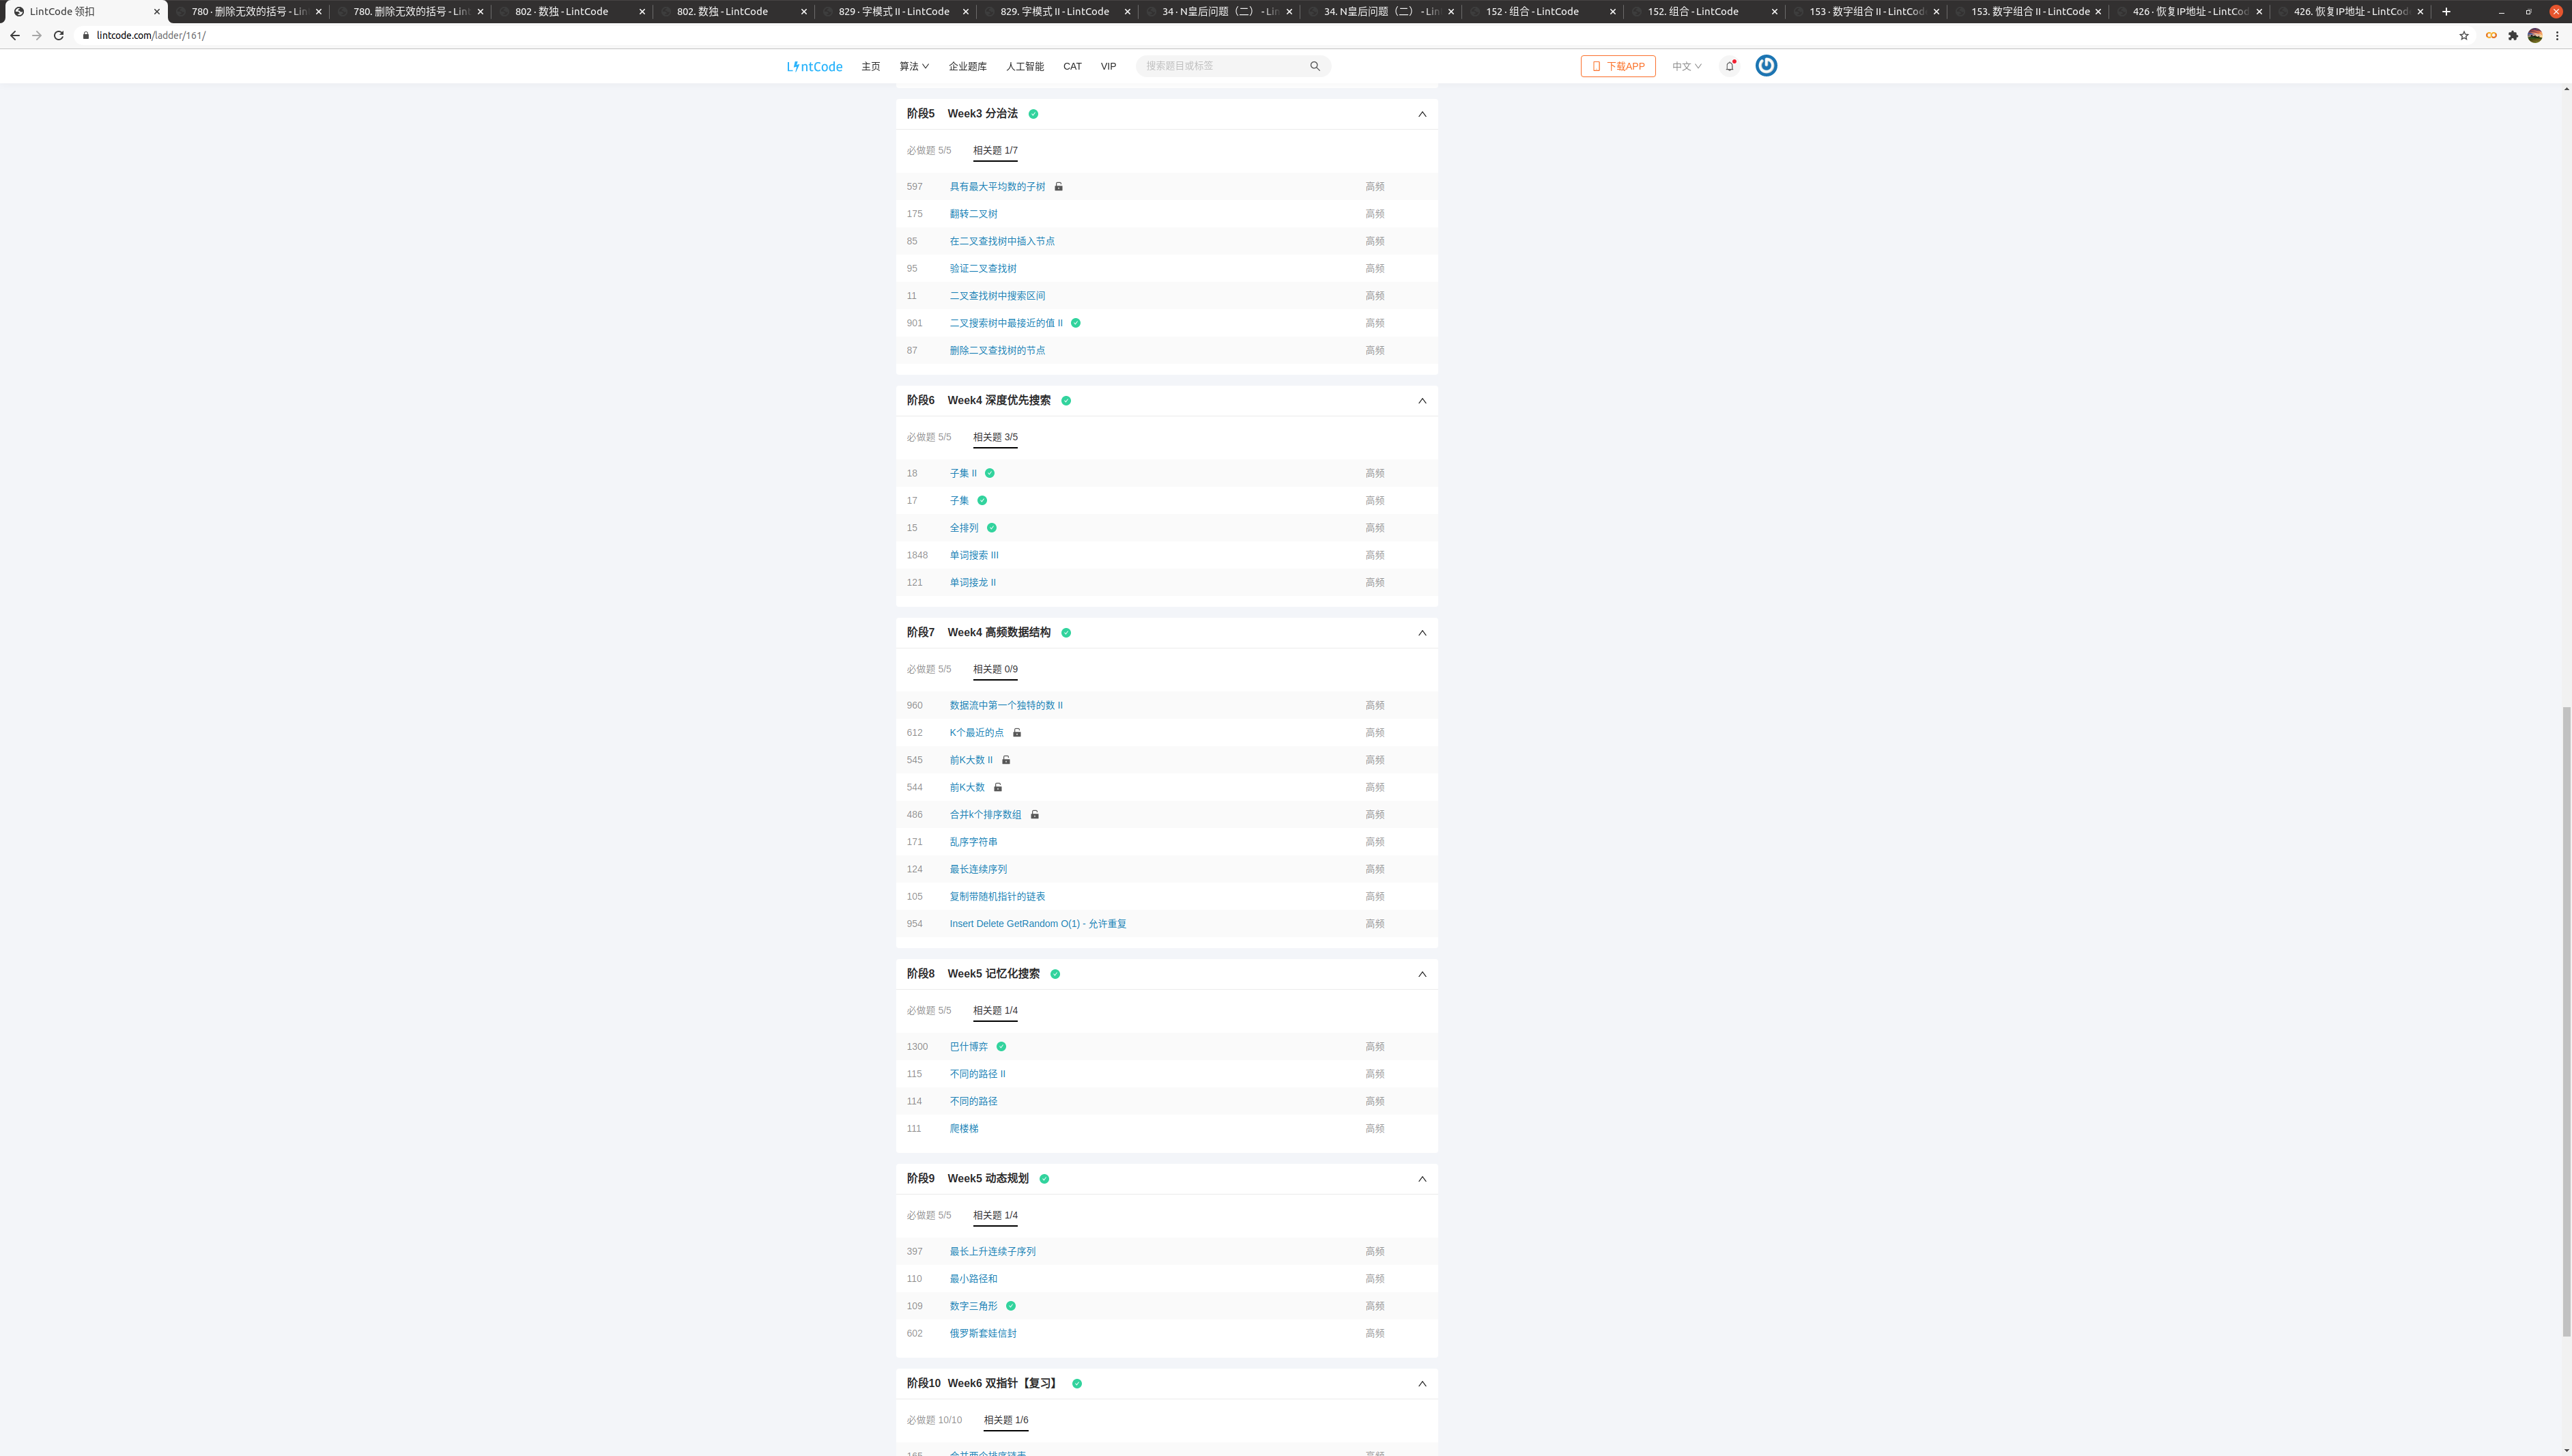 LintCode 领扣
780 · 删除无效的括号 - Lin
780. 删除无效的括号 - Lint
802 · 数独 - LintCode
802. 数独 - LintCode
829 · 字模式 II - LintCode
829. 字模式 II - LintCode
34 · N皇后问题（二） - Lin
34. N皇后问题（二） - Lin
152 · 组合 - LintCode
152. 组合 - LintCode
153 · 数字组合 II - LintCode
153. 数字组合 II - LintCode
426 · 恢复IP地址 - LintCod
426. 恢复IP地址 - LintCod
lintcode.com/ladder/161/
LintCode 主页 算法 企业题库 人工智能 CAT VIP 搜索题目或标签 下载APP 中文
阶段5 Week3 分治法
必做题 5/5 相关题 1/7
597 具有最大平均数的子树 高频
175 翻转二叉树 高频
85 在二叉查找树中插入节点 高频
95 验证二叉查找树 高频
11 二叉查找树中搜索区间 高频
901 二叉搜索树中最接近的值 II 高频
87 删除二叉查找树的节点 高频
阶段6 Week4 深度优先搜索
必做题 5/5 相关题 3/5
18 子集 II 高频
17 子集 高频
15 全排列 高频
1848 单词搜索 III 高频
121 单词接龙 II 高频
阶段7 Week4 高频数据结构
必做题 5/5 相关题 0/9
960 数据流中第一个独特的数 II 高频
612 K个最近的点 高频
545 前K大数 II 高频
544 前K大数 高频
486 合并k个排序数组 高频
171 乱序字符串 高频
124 最长连续序列 高频
105 复制带随机指针的链表 高频
954 Insert Delete GetRandom O(1) - 允许重复 高频
阶段8 Week5 记忆化搜索
必做题 5/5 相关题 1/4
1300 巴什博弈 高频
115 不同的路径 II 高频
114 不同的路径 高频
111 爬楼梯 高频
阶段9 Week5 动态规划
必做题 5/5 相关题 1/4
397 最长上升连续子序列 高频
110 最小路径和 高频
109 数字三角形 高频
602 俄罗斯套娃信封 高频
阶段10 Week6 双指针【复习】
必做题 10/10 相关题 1/6
165 合并两个排序链表 高频